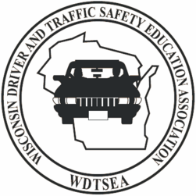 WISCONSIN DRIVER AND TRAFFIC SAFETY EDUCATION ASSOCIATION
WDTSEA